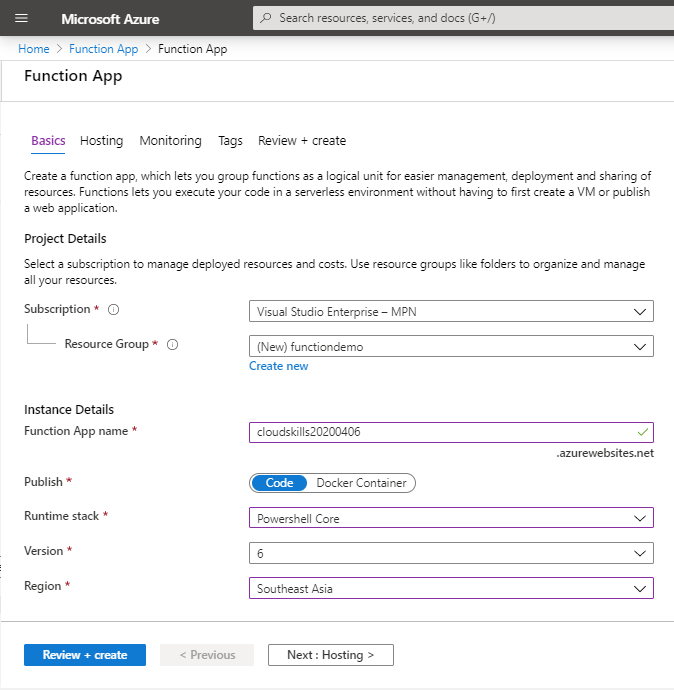 Microsoft Azure
Search resources, services, and docs (G+/)
Home > Function App > Function App
Function App
Basics Hosting Monitoring Tags Review + create
Create a function app, which lets you group functions as a logical unit for easier management, deployment and sharing of
resources. Functions lets you execute your code in a serverless environment without having to first create a VM or publish
a web application.
Project Details
Select a subscription to manage deployed resources and costs. Use resource groups like folders to organize and manage
all your resources.
Subscription *
Visual Studio Enterprise – MPN
Resource Group *
(New) functiondemo
Create new
Instance Details
Function App name *
cloudskills20200406
.azurewebsites.net
Publish *
Code Docker Container
Runtime stack *
Powershell Core
Version *
6
Region *
Southeast Asia
Review + create
< Previous
Next : Hosting >